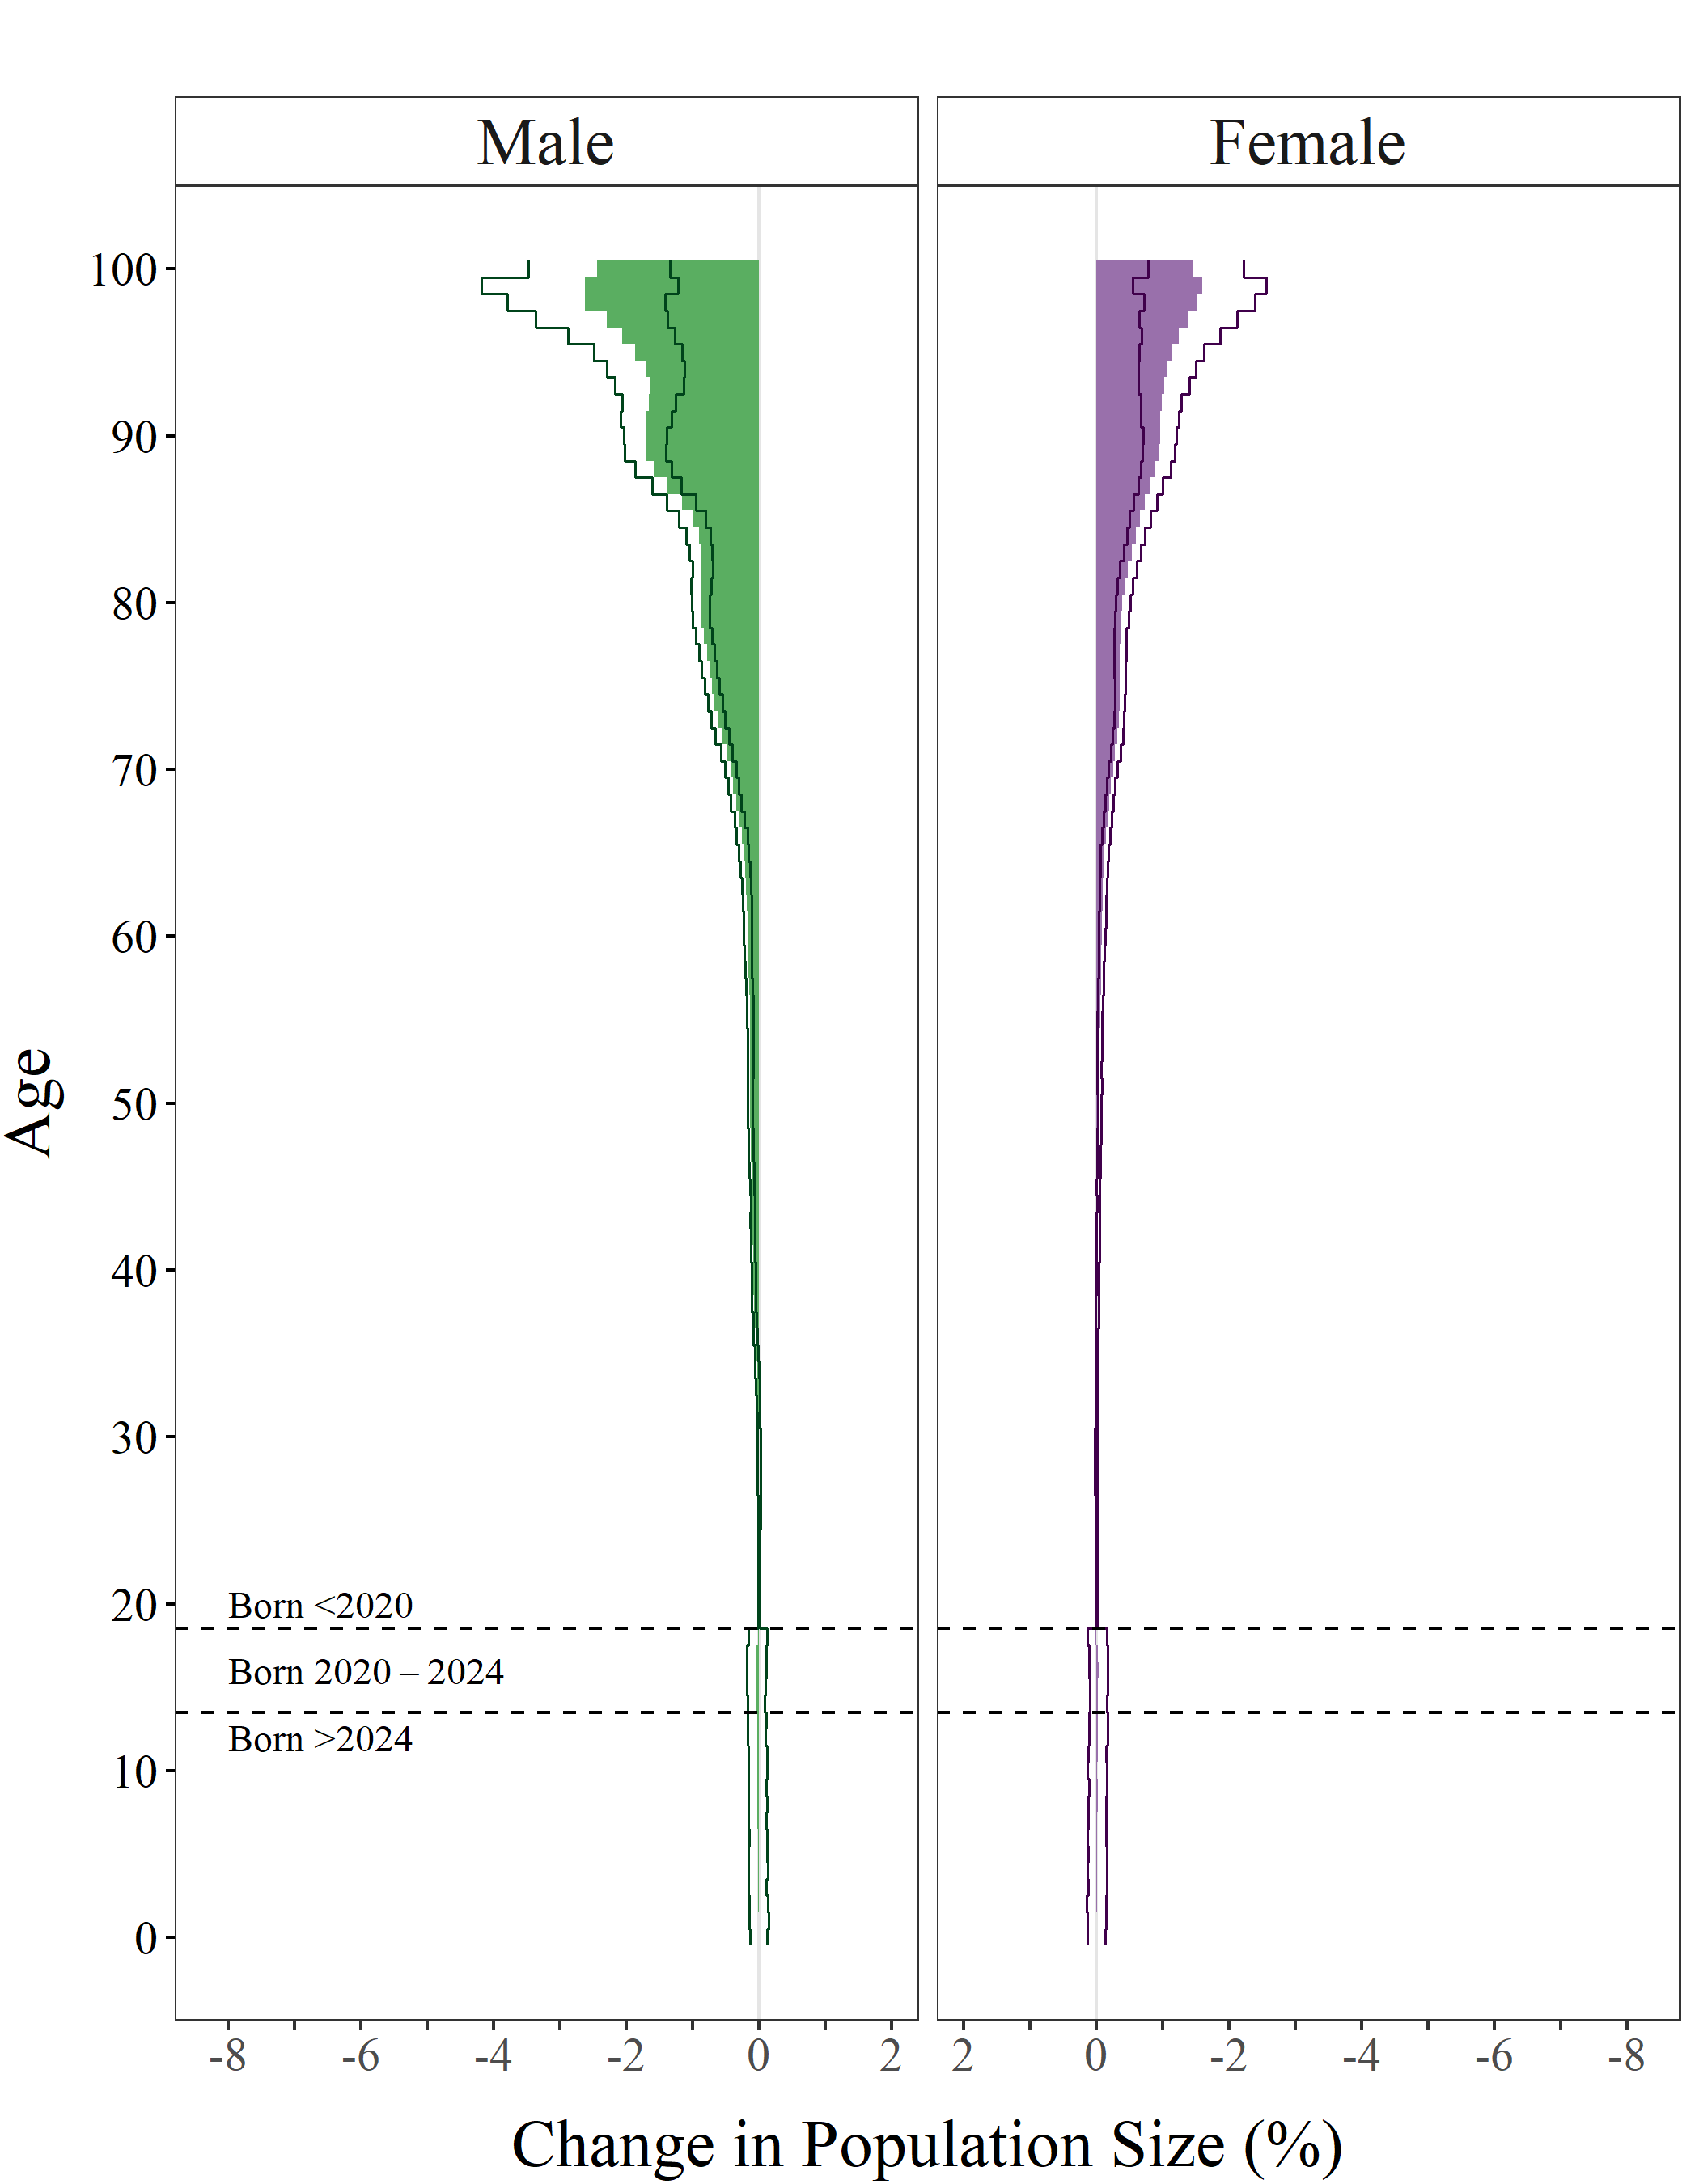 Male
Female
100
90
80
70
60
50
40
30
20
10
0
Age
Born <2020
Born 2020 – 2024
Born >2024
-8 -6 -4 -2 0 2
2 0 -2 -4 -6 -8
Change in Population Size (%)